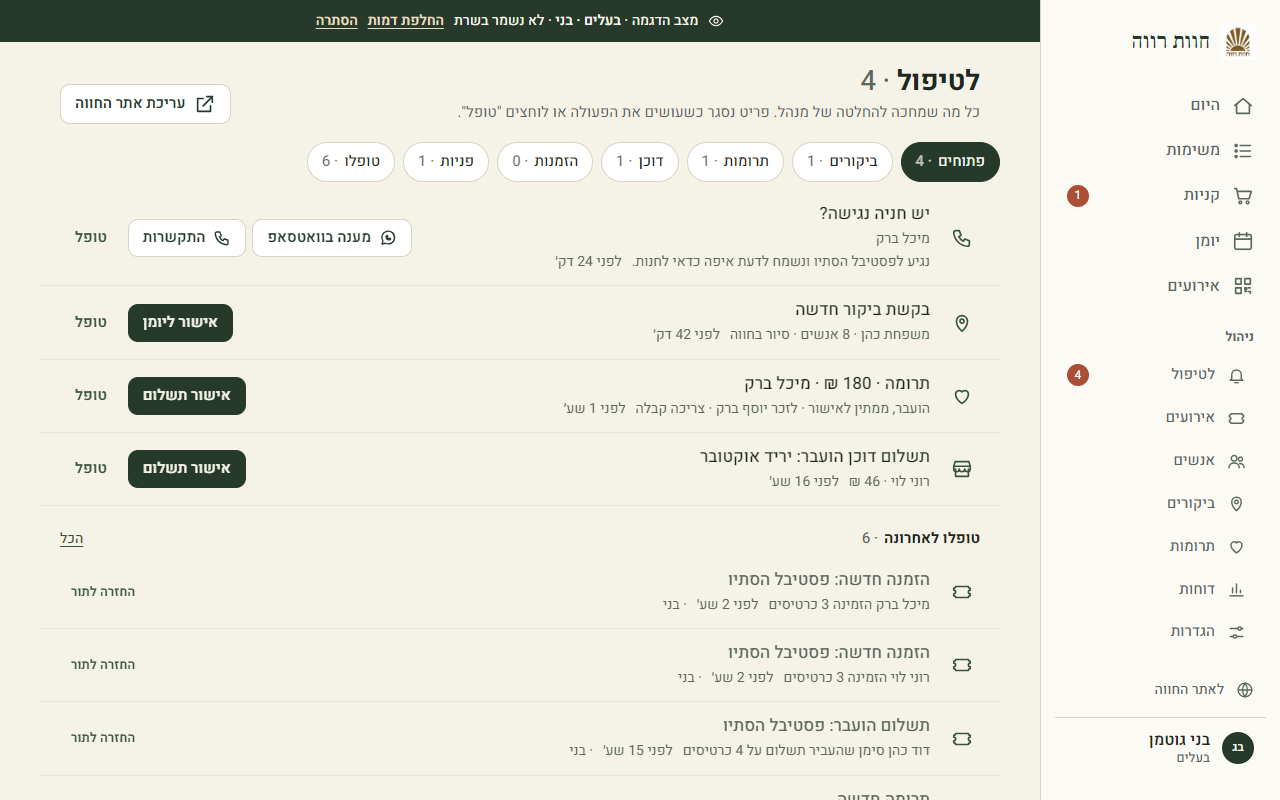 מצב הדגמה · בעלים · בני · לא נשמר בשרת החלפת דמות הסתרה
חוות רווה
היום
משימות
קניות 1
יומן
אירועים
ניהול
לטיפול 4
אירועים
אנשים
ביקורים
תרומות
דוחות
הגדרות
לאתר החווה
בג בני גוטמן
בעלים
לטיפול · 4
כל מה שמחכה להחלטה של מנהל. פריט נסגר כשעושים את הפעולה או לוחצים "טופל".
עריכת אתר החווה
פתוחים · 4 ביקורים · 1 תרומות · 1 דוכן · 1 הזמנות · 0 פניות · 1 טופלו · 6
יש חניה נגישה?
מיכל ברק
נגיע לפסטיבל הסתיו ונשמח לדעת איפה כדאי לחנות. לפני 24 דק׳
מענה בוואטסאפ התקשרות טופל
בקשת ביקור חדשה
משפחת כהן · 8 אנשים · סיור בחווה לפני 42 דק׳
אישור ליומן טופל
תרומה · 180 ₪ · מיכל ברק
הועבר, ממתין לאישור · לזכר יוסף ברק · צריכה קבלה לפני 1 שע׳
אישור תשלום טופל
תשלום דוכן הועבר: יריד אוקטובר
רוני לוי · 46 ₪ לפני 16 שע׳
אישור תשלום טופל
טופלו לאחרונה · 6 הכל
הזמנה חדשה: פסטיבל הסתיו
מיכל ברק הזמינה 3 כרטיסים לפני 2 שע׳ · בני
החזרה לתור
הזמנה חדשה: פסטיבל הסתיו
רוני לוי הזמינה 3 כרטיסים לפני 2 שע׳ · בני
החזרה לתור
תשלום הועבר: פסטיבל הסתיו
דוד כהן סימן שהעביר תשלום על 4 כרטיסים לפני 15 שע׳ · בני
החזרה לתור
תרומה חדשה